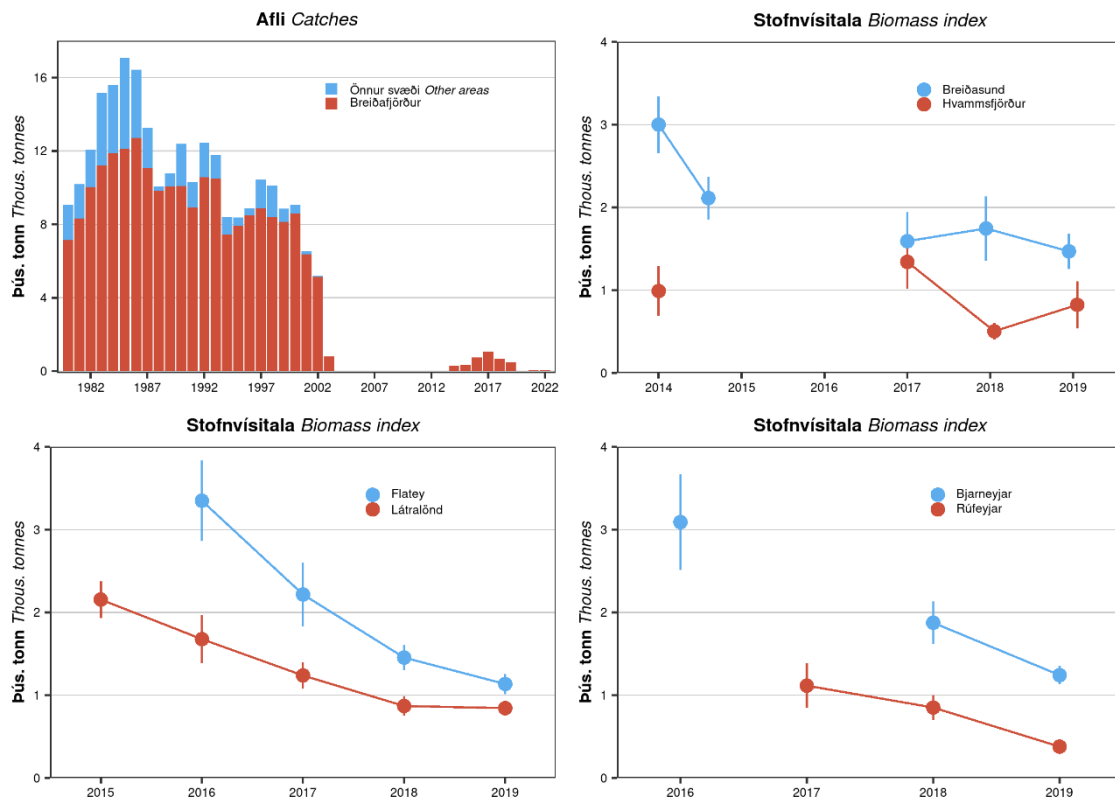 Afli Catches
Þús. tonn Thous. tonnes
16
12
8
4
0
Önnur svæði Other areas
Breiðafjörður
1982 1987 1992 1997 2002 2007 2012 2017 2022
Stofnvísitala Biomass index
Þús. tonn Thous. tonnes
4
3
2
1
0
Breiðasund
Hvammsfjörður
2014 2015 2016 2017 2018 2019
Stofnvísitala Biomass index
Þús. tonn Thous. tonnes
4
3
2
1
0
Flatey
Látralönd
2015 2016 2017 2018 2019
Stofnvísitala Biomass index
Þús. tonn Thous. tonnes
4
3
2
1
0
Bjarneyjar
Rúfeyjar
2016 2017 2018 2019